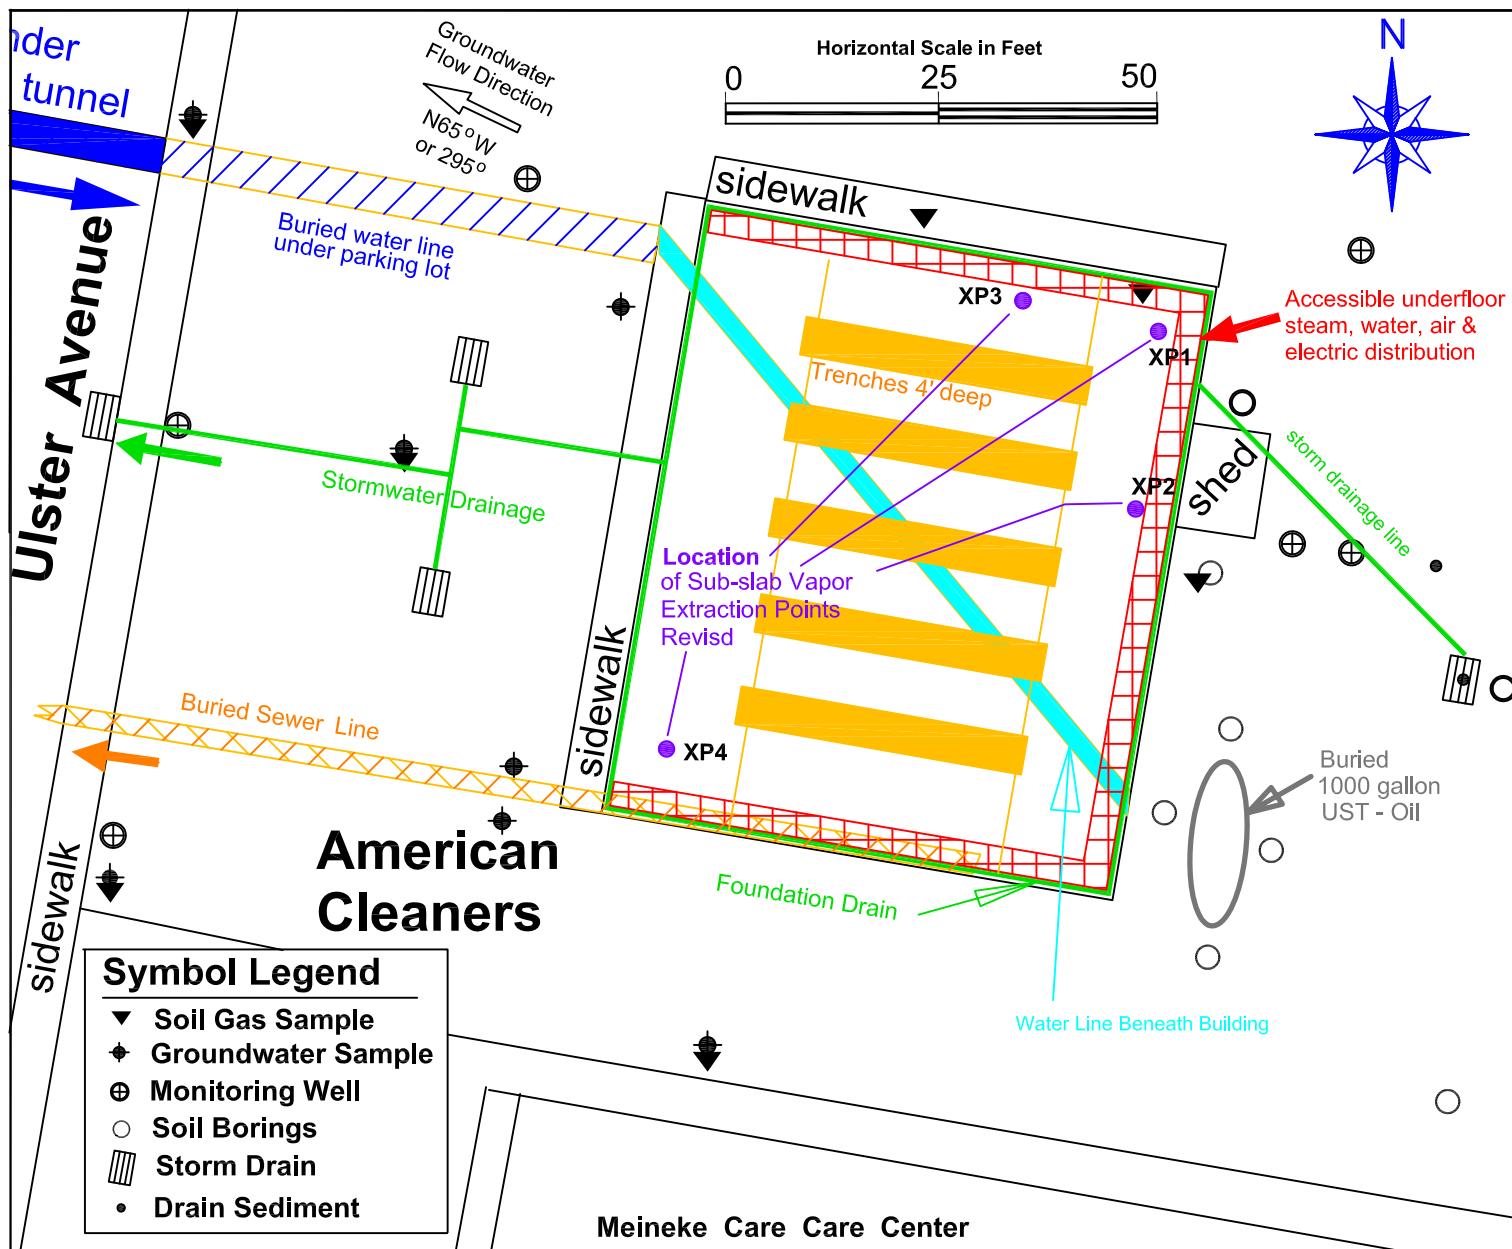 nder
tunnel
Groundwater
Flow Direction
N65°W
or 295°
Horizontal Scale in Feet
0 25 50
N
sidewalk
Buried water line
under parking lot
Ulster Avenue
XP3
XP1
Accessible underfloor
steam, water, air &
electric distribution
Trenches 4' deep
Stormwater Drainage
XP2
shed
storm drainage line
Location
of Sub-slab Vapor
Extraction Points
Revisd
sidewalk
Buried Sewer Line
XP4
Buried
1000 gallon
UST - Oil
American
Cleaners
Foundation Drain
sidewalk
Water Line Beneath Building
Symbol Legend
Soil Gas Sample
Groundwater Sample
Monitoring Well
Soil Borings
Storm Drain
Drain Sediment
Meineke Care Care Center